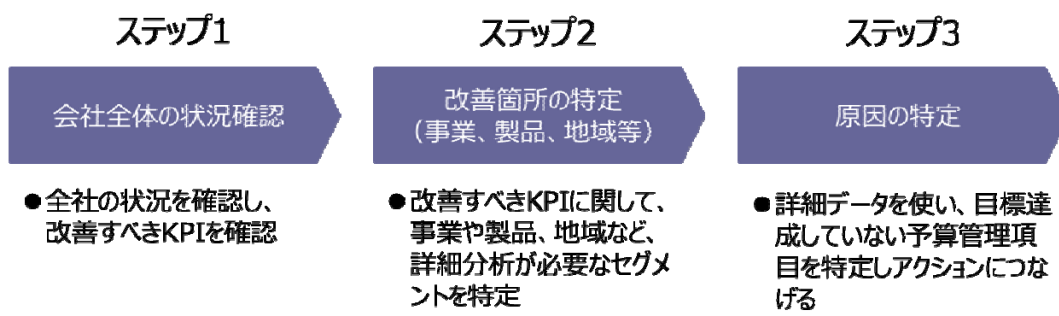 ステップ1
会社全体の状況確認
●全社の状況を確認し、
改善すべきKPIを確認
ステップ2
改善箇所の特定
(事業、製品、地域等)
●改善すべきKPIに関して、
事業や製品、地域など、
詳細分析が必要なセグメ
ントを特定
ステップ3
原因の特定
●詳細データを使い、目標達
成していない予算管理項
目を特定しアクションにつな
げる